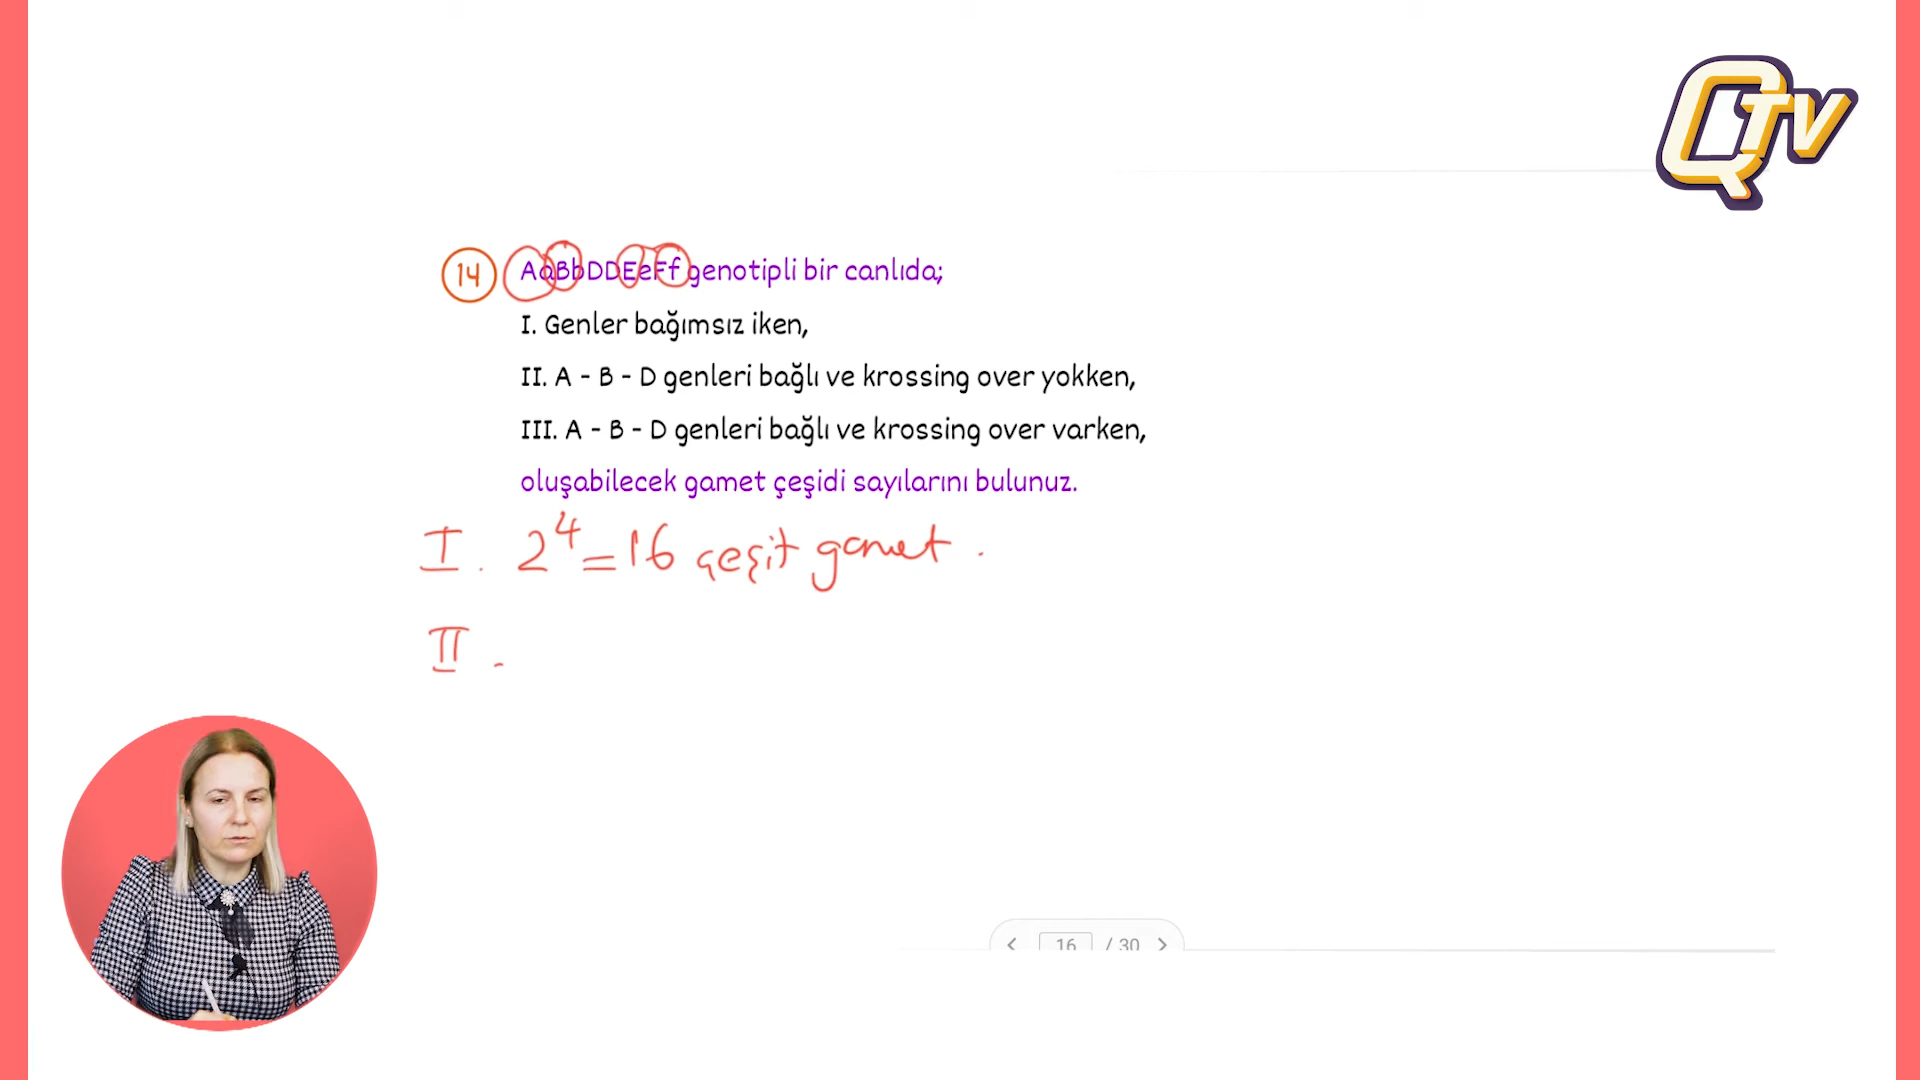 QTV
14 AaBbDDEeFf genotipli bir canlıda;
I. Genler bağımsız iken,
II. A - B - D genleri bağlı ve krossing over yokken,
III. A - B - D genleri bağlı ve krossing over varken,
oluşabilecek gamet çeşidi sayılarını bulunuz.
I. 2⁴ = 16 çeşit gamet.
II.
16 / 30